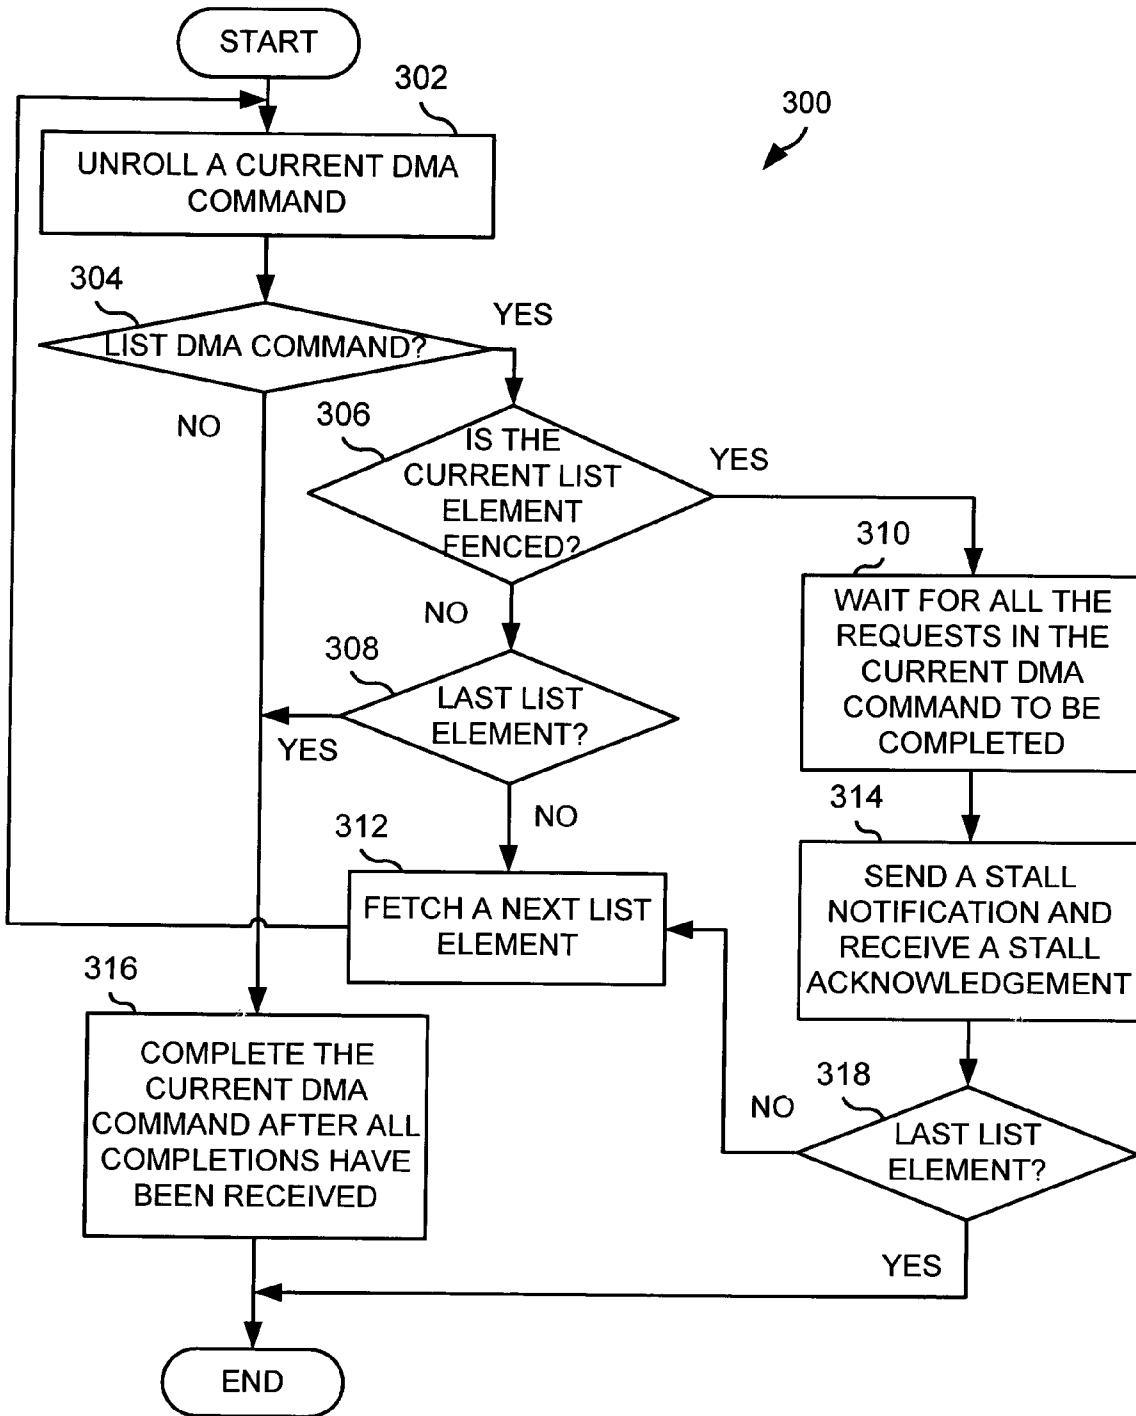 START
302
300
UNROLL A CURRENT DMA
COMMAND
304
YES
LIST DMA COMMAND?
NO
306
IS THE
CURRENT LIST
ELEMENT
FENCED?
YES
310
WAIT FOR ALL THE
REQUESTS IN THE
CURRENT DMA
COMMAND TO BE
COMPLETED
NO
308
LAST LIST
ELEMENT?
YES
NO
314
SEND A STALL
NOTIFICATION AND
RECEIVE A STALL
ACKNOWLEDGEMENT
312
FETCH A NEXT LIST
ELEMENT
316
COMPLETE THE
CURRENT DMA
COMMAND AFTER ALL
COMPLETIONS HAVE
BEEN RECEIVED
318
NO
LAST LIST
ELEMENT?
YES
END